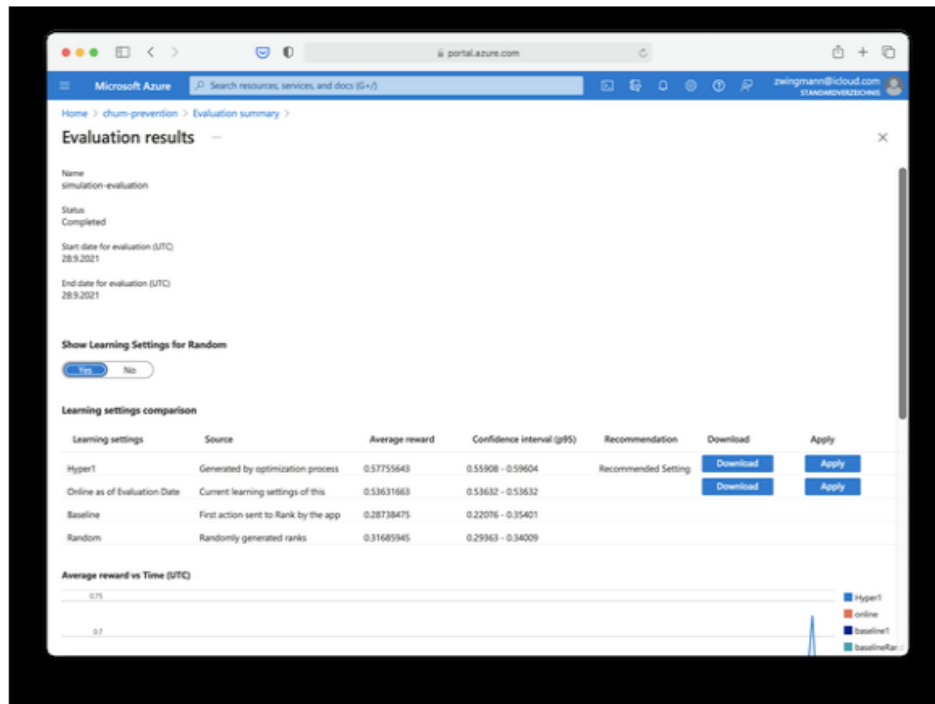 portal.azure.com
Microsoft Azure
Search resources, services, and docs (G+/)
zwingmann@icloud.com
STANDARDVERZEICHNIS
Home > churn-prevention > Evaluation summary >
Evaluation results ...
Name
simulation-evaluation
Status
Completed
Start date for evaluation (UTC)
28.9.2021
End date for evaluation (UTC)
28.9.2021
Show Learning Settings for Random
Yes No
Learning settings comparison
Learning settings Source Average reward Confidence interval (p95) Recommendation Download Apply
Hyper1 Generated by optimization process 0.57755643 0.55908 - 0.59604 Recommended Setting Download Apply
Online as of Evaluation Date Current learning settings of this 0.53631663 0.53632 - 0.53632 Download Apply
Baseline First action sent to Rank by the app 0.28738475 0.22076 - 0.35401
Random Randomly generated ranks 0.31685945 0.29363 - 0.34009
Average reward vs Time (UTC)
0.75
Hyper1
online
0.7
baseline1